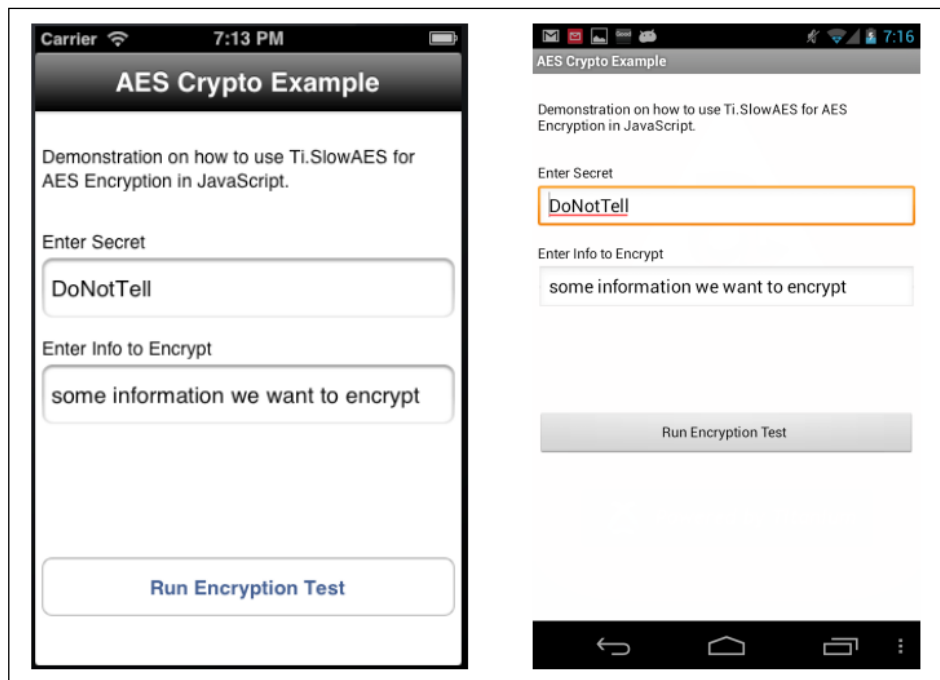 Carrier 7:13 PM
AES Crypto Example
Demonstration on how to use Ti.SlowAES for
AES Encryption in JavaScript.
Enter Secret
DoNotTell
Enter Info to Encrypt
some information we want to encrypt
Run Encryption Test
7:16
AES Crypto Example
Demonstration on how to use Ti.SlowAES for AES
Encryption in JavaScript.
Enter Secret
DoNotTell
Enter Info to Encrypt
some information we want to encrypt
Run Encryption Test